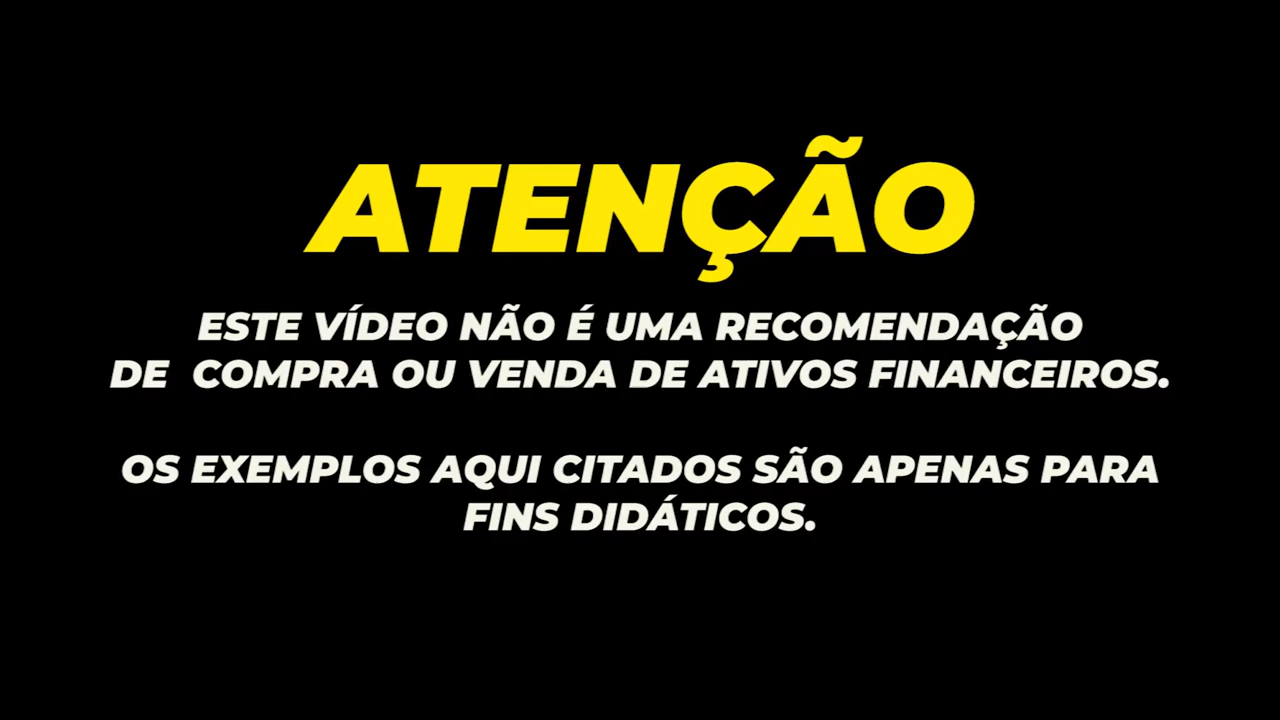 ATENÇÃO
ESTE VÍDEO NÃO É UMA RECOMENDAÇÃO
DE COMPRA OU VENDA DE ATIVOS FINANCEIROS.
OS EXEMPLOS AQUI CITADOS SÃO APENAS PARA
FINS DIDÁTICOS.